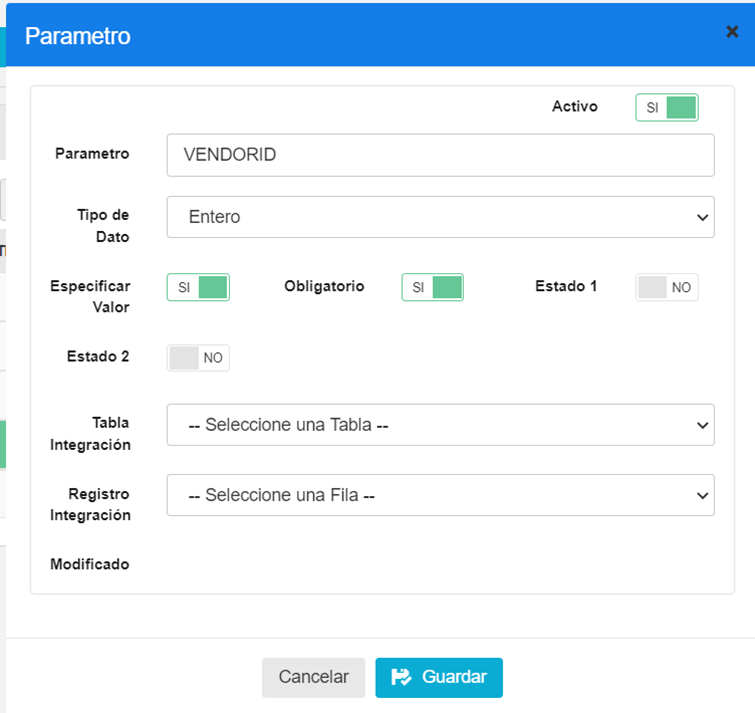 Parametro
Activo SI
Parametro VENDORID
Tipo de
Dato
Entero
Especificar
Valor
SI Obligatorio SI Estado 1 NO
Estado 2 NO
Tabla
Integración
-- Seleccione una Tabla --
Registro
Integración
-- Seleccione una Fila --
Modificado
Cancelar Guardar